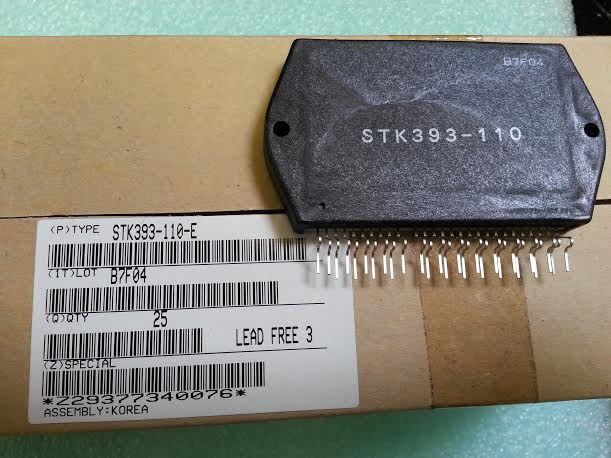 B7F04
STK393-110
(P)TYPE STK393-110-E
(1T)LOT B7F04
(Q)QTY 25
LEAD FREE 3
(Z)SPECIAL
*Z29377340076*
ASSEMBLY:KOREA